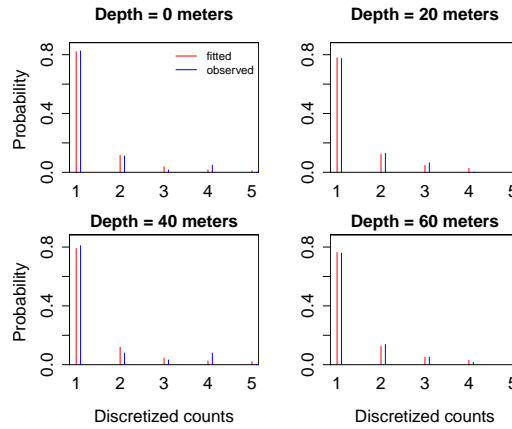 Depth = 0 meters
Probability
0.8
0.4
0.0
fitted
observed
1 2 3 4 5
Depth = 20 meters
0.8
0.4
0.0
1 2 3 4 5
Depth = 40 meters
Probability
0.8
0.4
0.0
1 2 3 4 5
Discretized counts
Depth = 60 meters
0.8
0.4
0.0
1 2 3 4 5
Discretized counts